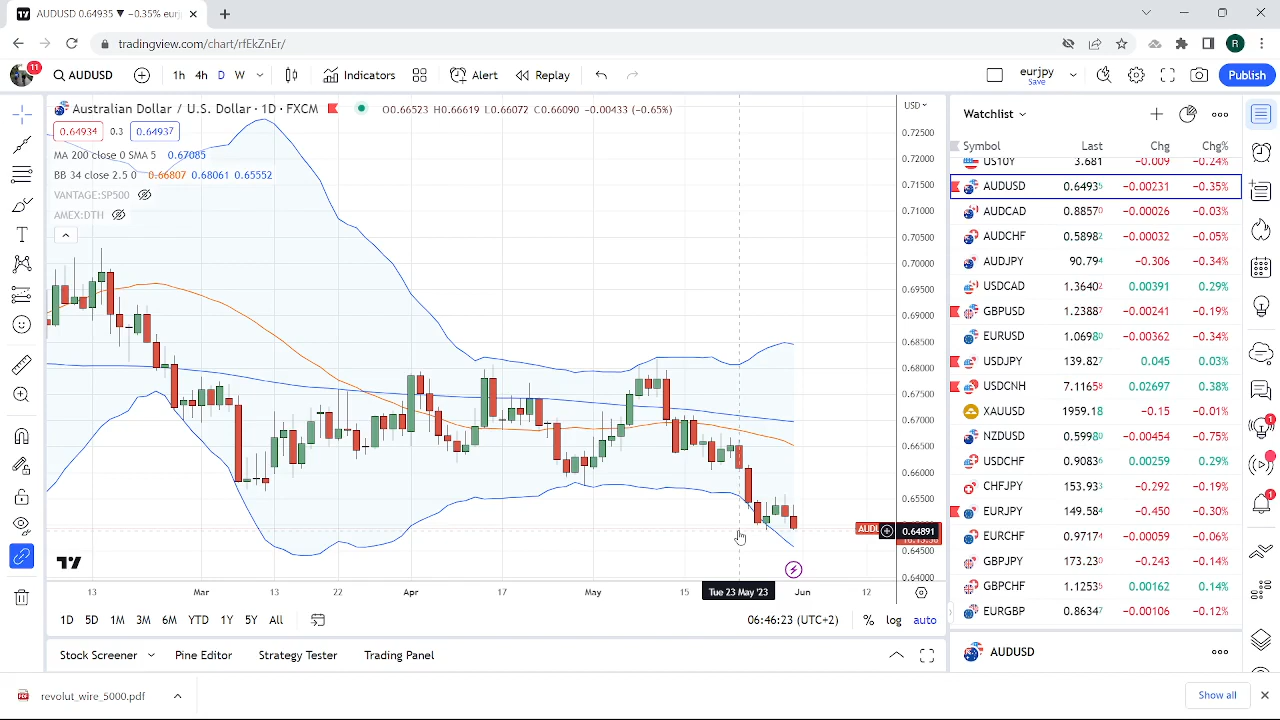 AUDUSD 0.64935 ▼ −0.35% eurj
tradingview.com/chart/rfEkZnEr/
R
11
AUDUSD
1h 4h D W
Indicators
Alert
Replay
eurjpy
Save
Publish
Australian Dollar / U.S. Dollar · 1D · FXCM
O0.66523 H0.66619 L0.66072 C0.66090 −0.00433 (−0.65%)
0.64934 0.3 0.64937
MA 200 close 0 SMA 5 0.67085
BB 34 close 2.5 0 0.66807 0.68061 0.65552
VANTAGE:SP500
AMEX:DTH
USD
0.72500
0.72000
0.71500
0.71000
0.70500
0.70000
0.69500
0.69000
0.68500
0.68000
0.67500
0.67000
0.66500
0.66000
0.65500
0.64891
0.64500
0.64000
13 Mar 13 22 Apr 17 May 15 Tue 23 May '23 Jun 12
1D 5D 1M 3M 6M YTD 1Y 5Y All
06:46:23 (UTC+2) % log auto
Stock Screener Pine Editor Strategy Tester Trading Panel
Watchlist
Symbol Last Chg Chg%
US10Y 3.681 −0.009 −0.24%
AUDUSD 0.64935 −0.00231 −0.35%
AUDCAD 0.88570 −0.00026 −0.03%
AUDCHF 0.58982 −0.00032 −0.05%
AUDJPY 90.794 −0.306 −0.34%
USDCAD 1.36402 0.00391 0.29%
GBPUSD 1.23887 −0.00241 −0.19%
EURUSD 1.06980 −0.00362 −0.34%
USDJPY 139.827 0.045 0.03%
USDCNH 7.11658 0.02697 0.38%
XAUUSD 1959.18 −0.15 −0.01%
NZDUSD 0.59980 −0.00454 −0.75%
USDCHF 0.90836 0.00259 0.29%
CHFJPY 153.933 −0.292 −0.19%
EURJPY 149.584 −0.450 −0.30%
EURCHF 0.97174 −0.00059 −0.06%
GBPJPY 173.230 −0.243 −0.14%
GBPCHF 1.12535 0.00162 0.14%
EURGBP 0.86347 −0.00106 −0.12%
AUDUSD
1
1
revolut_wire_5000.pdf
Show all